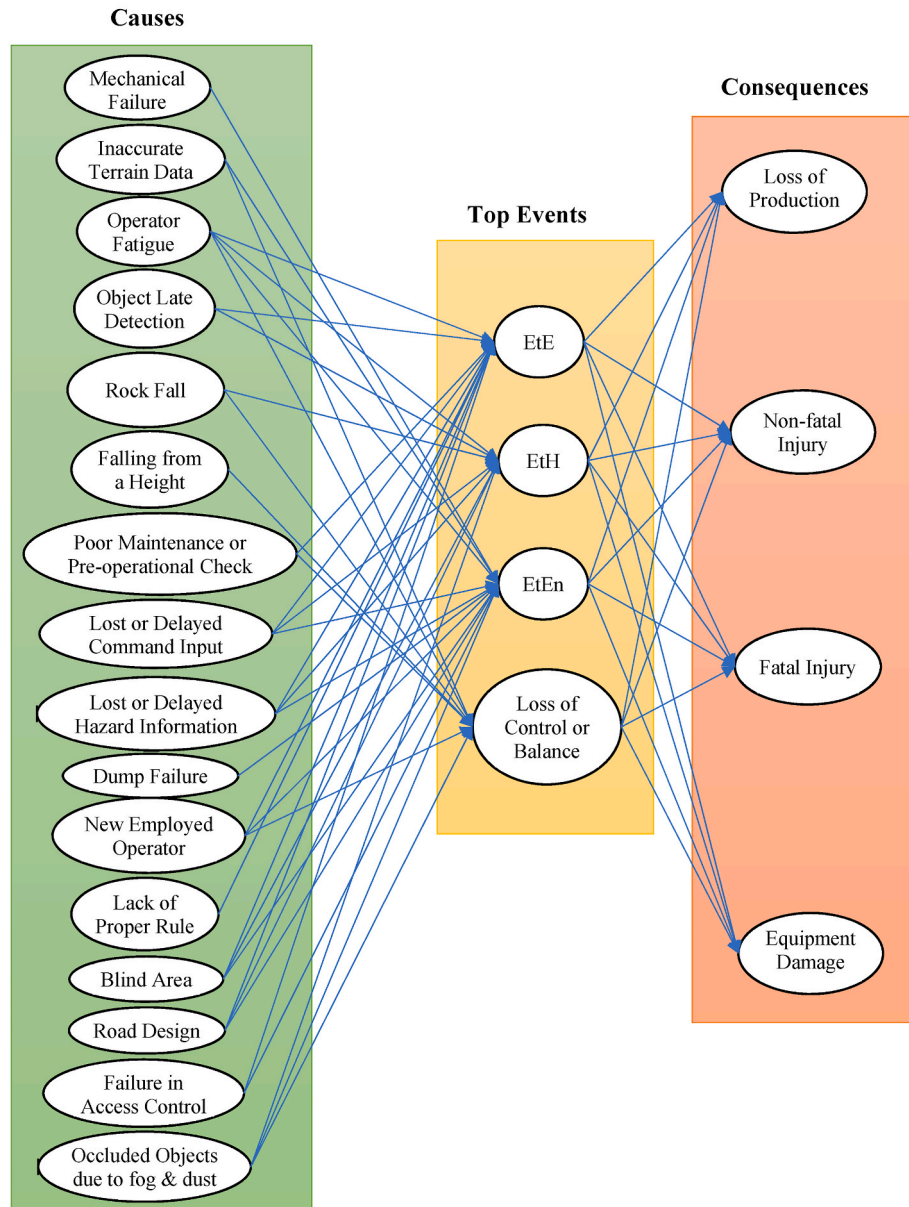 Causes
Mechanical
Failure
Inaccurate
Terrain Data
Operator
Fatigue
Object Late
Detection
Rock Fall
Falling from
a Height
Poor Maintenance or
Pre-operational Check
Lost or Delayed
Command Input
Lost or Delayed
Hazard Information
Dump Failure
New Employed
Operator
Lack of
Proper Rule
Blind Area
Road Design
Failure in
Access Control
Occluded Objects
due to fog & dust
Top Events
EtE
EtH
EtEn
Loss of
Control or
Balance
Consequences
Loss of
Production
Non-fatal
Injury
Fatal Injury
Equipment
Damage